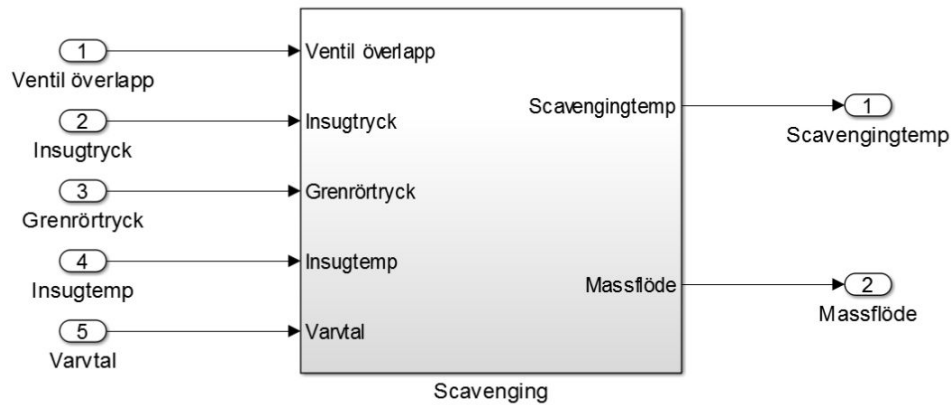 1
Ventil överlapp
2
Insugtryck
3
Grenrörtryck
4
Insugtemp
5
Varvtal
Ventil överlapp
Insugtryck
Grenrörtryck
Insugtemp
Varvtal
Scavengingtemp
Massflöde
Scavenging
1
Scavengingtemp
2
Massflöde